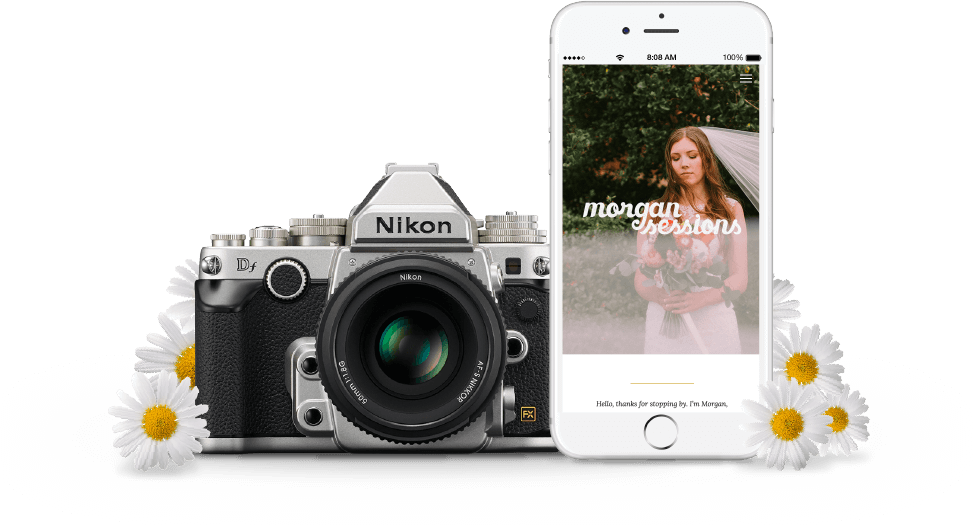 8:08 AM
100%
Nikon
morgan
sessions
Df
Nikon
50mm 1:1.8G
AF-S NIKKOR
FX
Hello, thanks for stopping by. I'm Morgan,